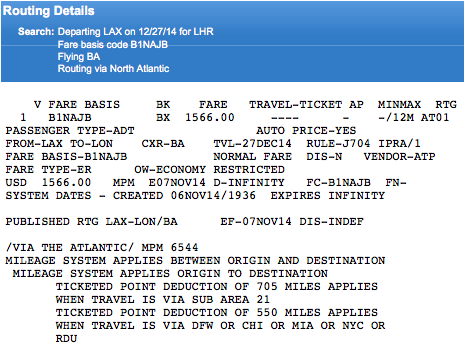 Routing Details
Search: Departing LAX on 12/27/14 for LHR
Fare basis code B1NAJB
Flying BA
Routing via North Atlantic
V FARE BASIS BK FARE TRAVEL-TICKET AP MINMAX RTG
1 B1NAJB BX 1566.00 ---- - -/12M AT01
PASSENGER TYPE-ADT AUTO PRICE-YES
FROM-LAX TO-LON CXR-BA TVL-27DEC14 RULE-J704 IPRA/1
FARE BASIS-B1NAJB NORMAL FARE DIS-N VENDOR-ATP
FARE TYPE-ER OW-ECONOMY RESTRICTED
USD 1566.00 MPM E07NOV14 D-INFINITY FC-B1NAJB FN-
SYSTEM DATES - CREATED 06NOV14/1936 EXPIRES INFINITY
PUBLISHED RTG LAX-LON/BA EF-07NOV14 DIS-INDEF
/VIA THE ATLANTIC/ MPM 6544
MILEAGE SYSTEM APPLIES BETWEEN ORIGIN AND DESTINATION
MILEAGE SYSTEM APPLIES ORIGIN TO DESTINATION
TICKETED POINT DEDUCTION OF 705 MILES APPLIES
WHEN TRAVEL IS VIA SUB AREA 21
TICKETED POINT DEDUCTION OF 550 MILES APPLIES
WHEN TRAVEL IS VIA DFW OR CHI OR MIA OR NYC OR
RDU